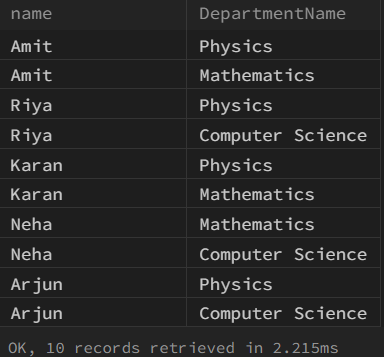 name DepartmentName
Amit Physics
Amit Mathematics
Riya Physics
Riya Computer Science
Karan Physics
Karan Mathematics
Neha Mathematics
Neha Computer Science
Arjun Physics
Arjun Computer Science
OK, 10 records retrieved in 2.215ms